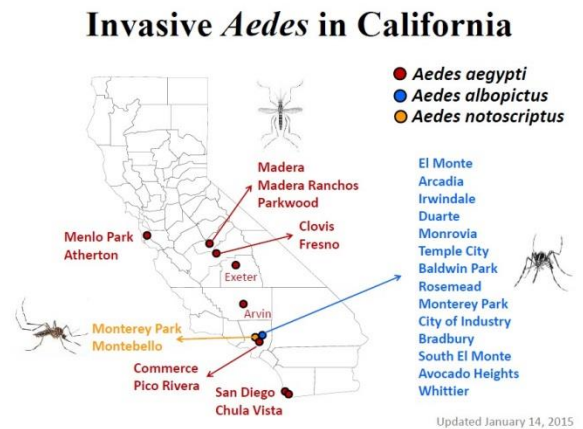 Invasive Aedes in California
Aedes aegypti
Aedes albopictus
Aedes notoscriptus
Madera
Madera Ranchos
Parkwood
Clovis
Fresno
Menlo Park
Atherton
Exeter
Arvin
Monterey Park
Montebello
Commerce
Pico Rivera
San Diego
Chula Vista
El Monte
Arcadia
Irwindale
Duarte
Monrovia
Temple City
Baldwin Park
Rosemead
Monterey Park
City of Industry
Bradbury
South El Monte
Avocado Heights
Whittier
Updated January 14, 2015